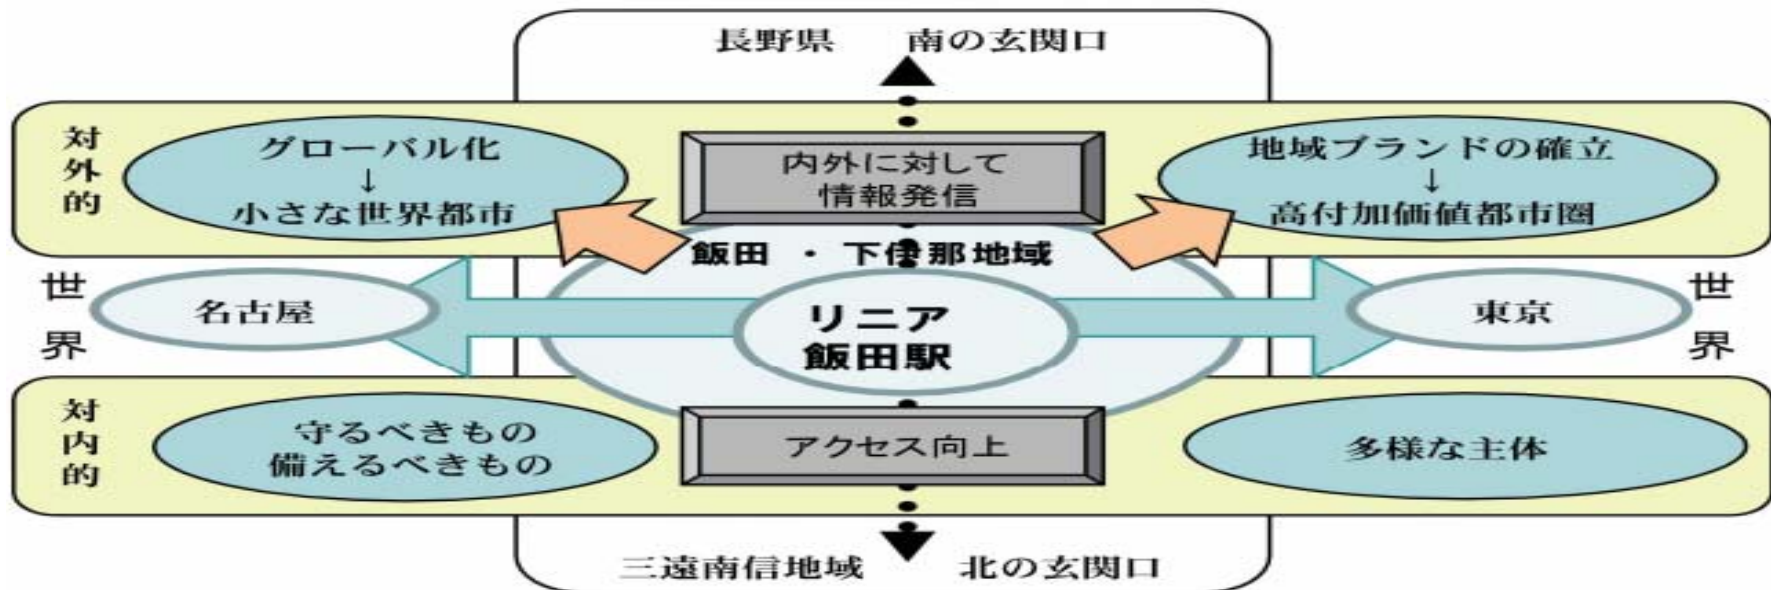 長野県　南の玄関口
対外的
グローバル化
↓
小さな世界都市
内外に対して
情報発信
地域ブランドの確立
↓
高付加価値都市圏
飯田 ・ 下伊那地域
世界
名古屋
リニア
飯田駅
東京
世界
対内的
守るべきもの
備えるべきもの
アクセス向上
多様な主体
三遠南信地域　北の玄関口